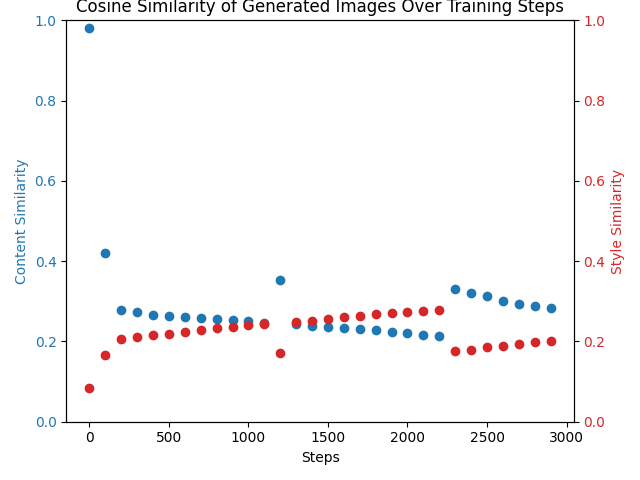 Cosine Similarity of Generated Images Over Training Steps
1.0 1.0
0.8 0.8
0.6 0.6
0.4 0.4
0.2 0.2
0.0 0.0
Content Similarity
Style Similarity
0 500 1000 1500 2000 2500 3000
Steps